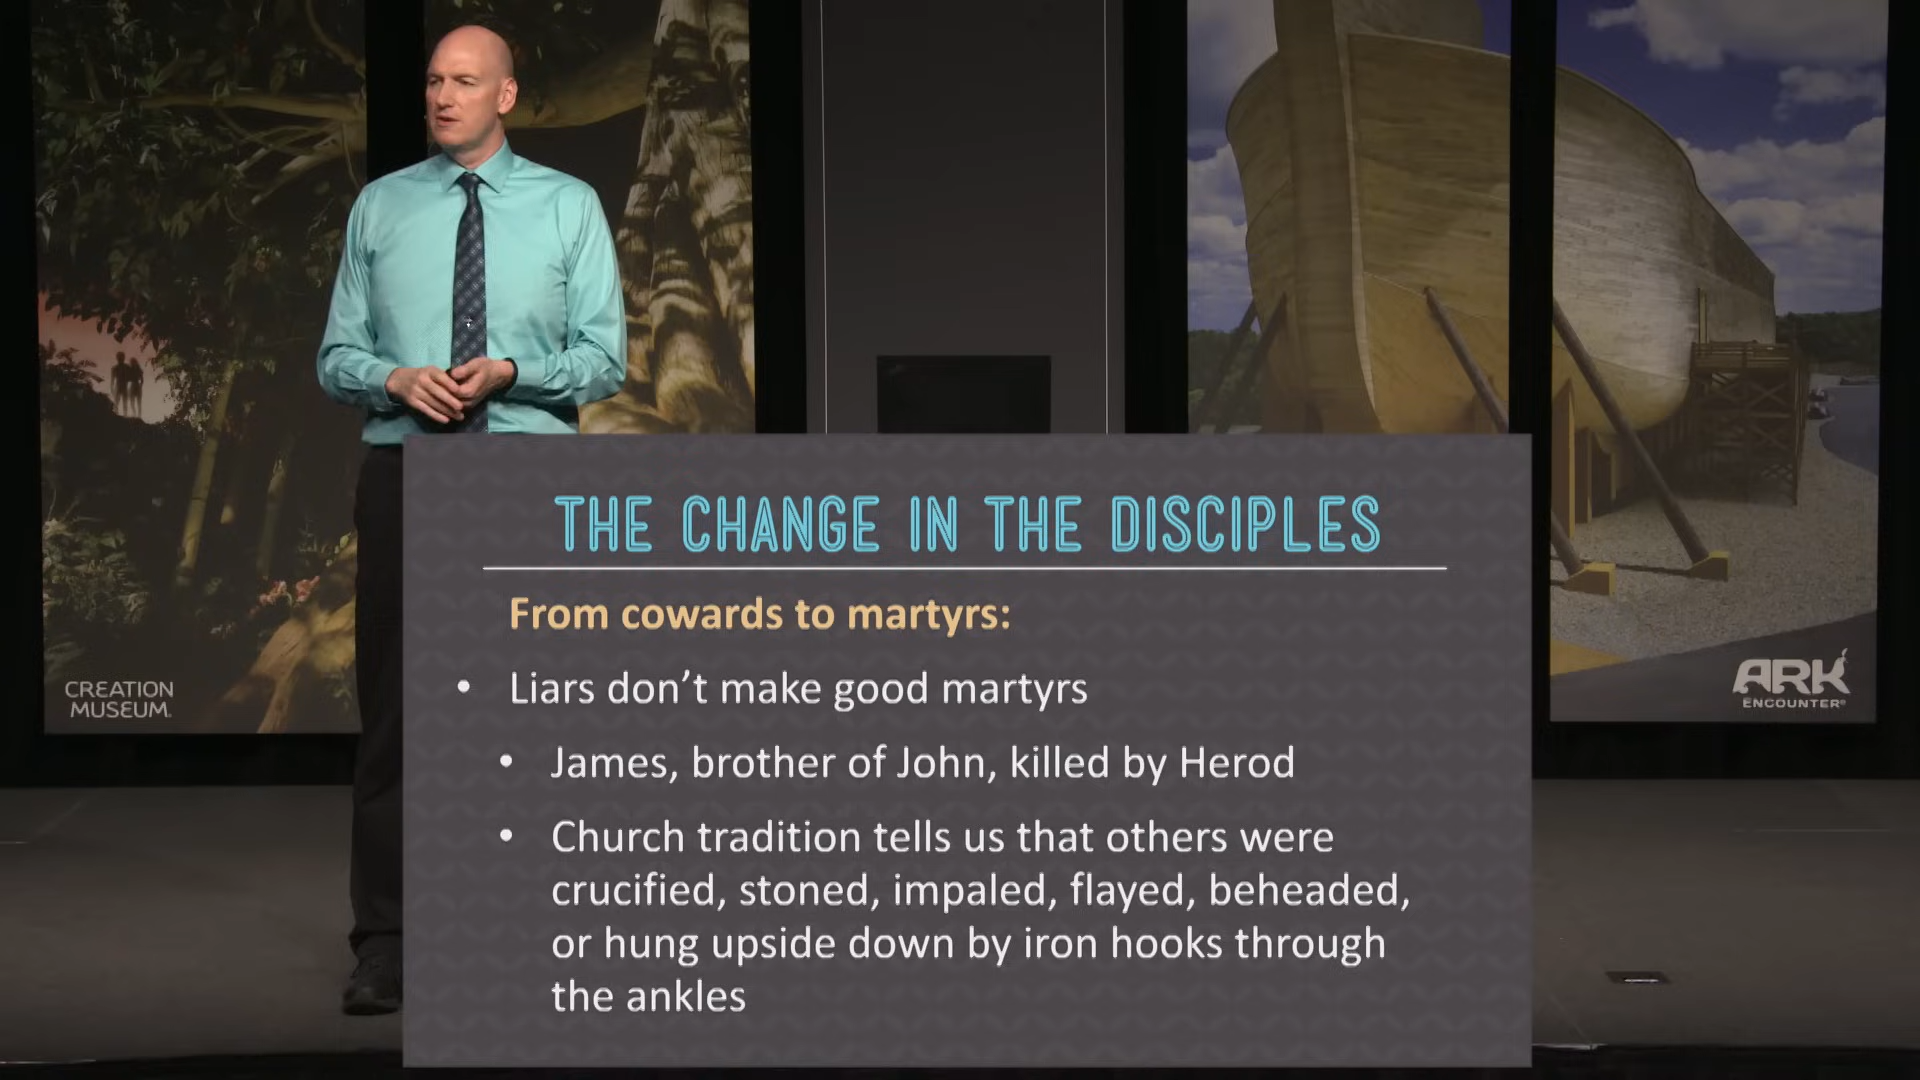 THE CHANGE IN THE DISCIPLES
From cowards to martyrs:
• Liars don't make good martyrs
• James, brother of John, killed by Herod
• Church tradition tells us that others were
crucified, stoned, impaled, flayed, beheaded,
or hung upside down by iron hooks through
the ankles
CREATION
MUSEUM.
ARK
ENCOUNTER®